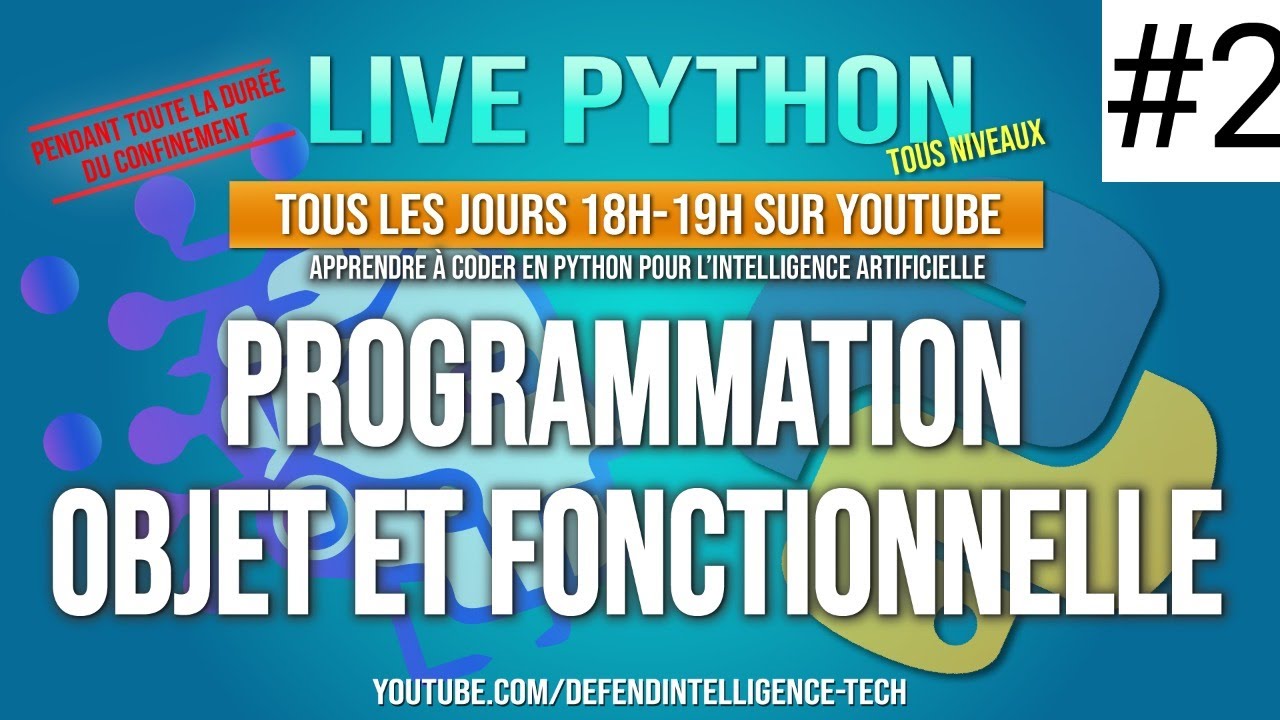 PENDANT TOUTE LA DURÉE
DU CONFINEMENT
LIVE PYTHON
TOUS NIVEAUX
#2
TOUS LES JOURS 18H-19H SUR YOUTUBE
APPRENDRE À CODER EN PYTHON POUR L'INTELLIGENCE ARTIFICIELLE
PROGRAMMATION
OBJET ET FONCTIONNELLE
YOUTUBE.COM/DEFENDINTELLIGENCE-TECH